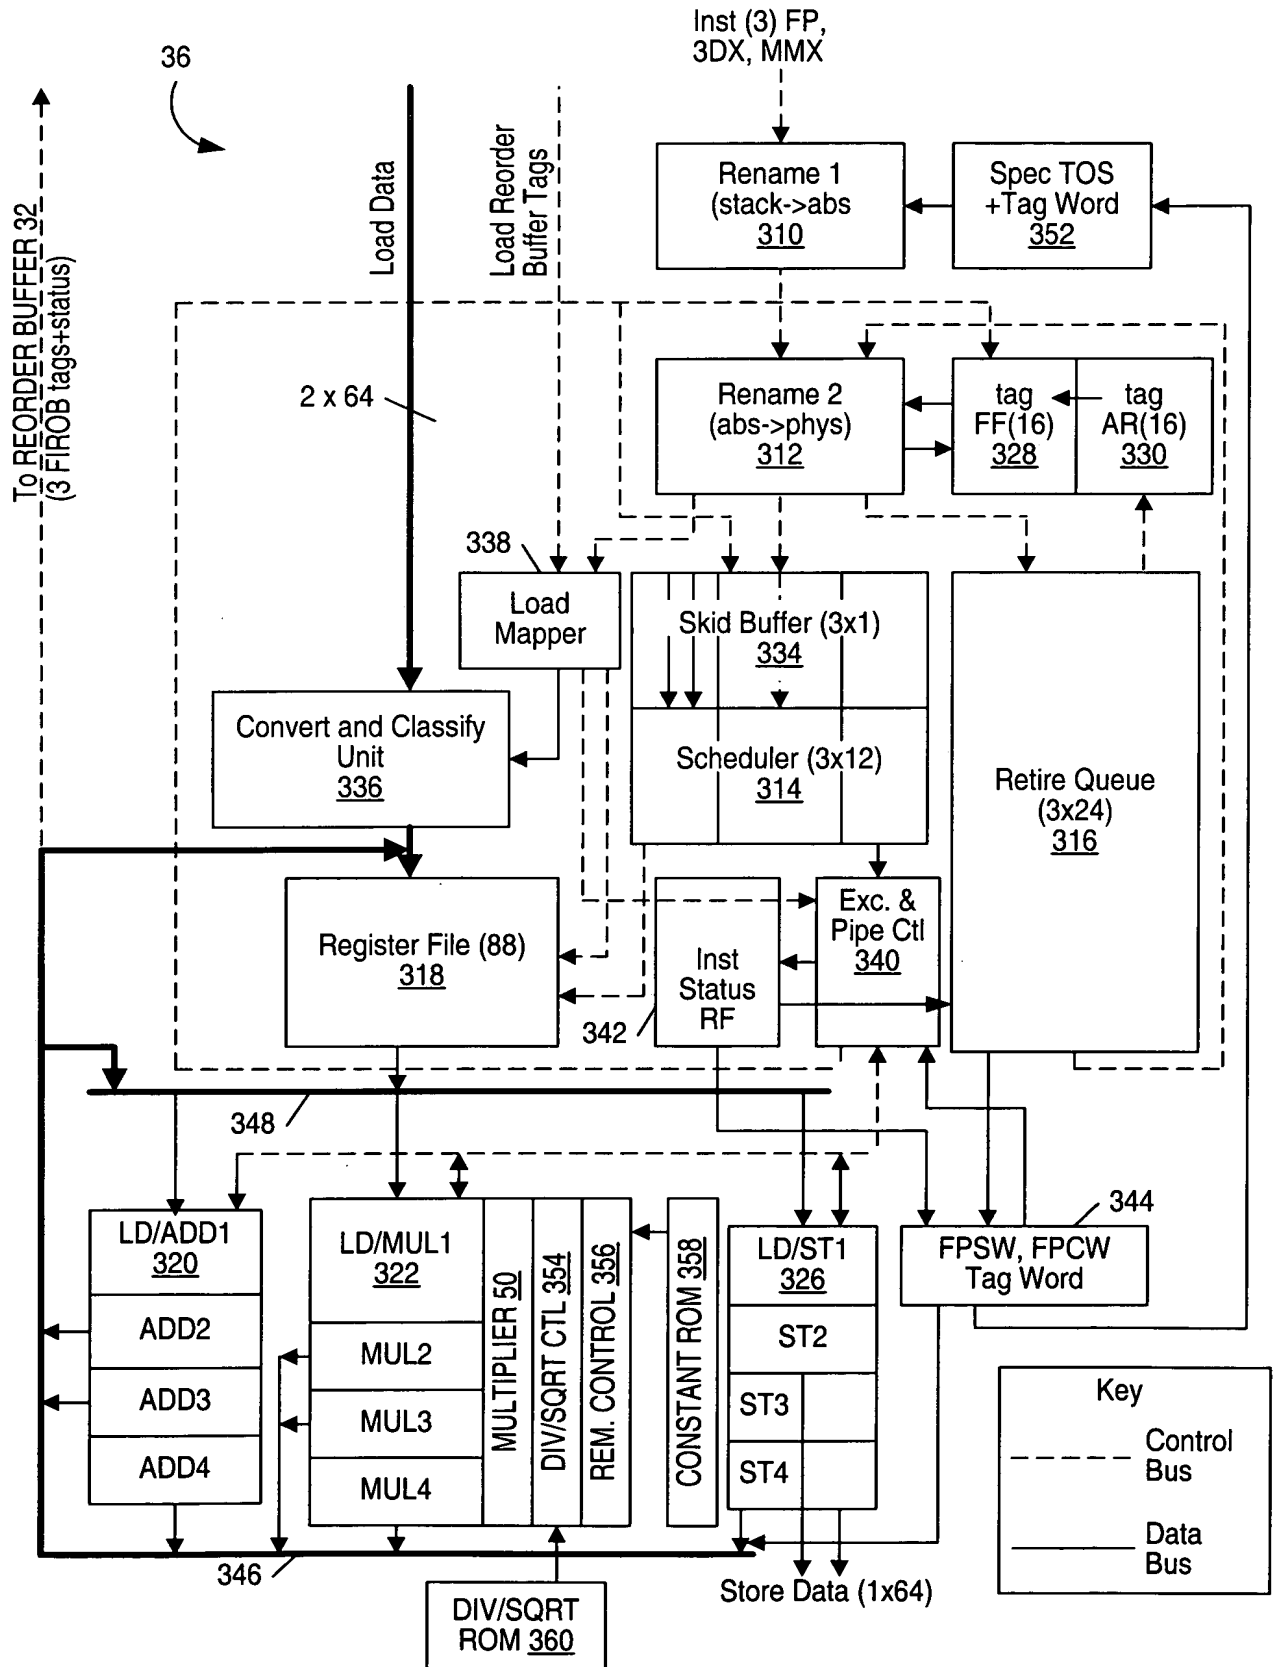 Inst (3) FP,
3DX, MMX
36
To REORDER BUFFER 32
(3 FIROB tags+status)
Load Data
Load Reorder
Buffer Tags
Rename 1
(stack->abs
310
Spec TOS
+Tag Word
352
2 x 64
Rename 2
(abs->phys)
312
tag
FF(16)
328
tag
AR(16)
330
338
Load
Mapper
Skid Buffer (3x1)
334
Convert and Classify
Unit
336
Scheduler (3x12)
314
Retire Queue
(3x24)
316
Register File (88)
318
Inst
Status
RF
342
Exc. &
Pipe Ctl
340
348
LD/ADD1
320
ADD2
ADD3
ADD4
LD/MUL1
322
MUL2
MUL3
MUL4
MULTIPLIER 50
DIV/SQRT CTL 354
REM. CONTROL 356
CONSTANT ROM 358
LD/ST1
326
ST2
ST3
ST4
344
FPSW, FPCW
Tag Word
346
DIV/SQRT
ROM 360
Store Data (1x64)
Key
Control
Bus
Data
Bus